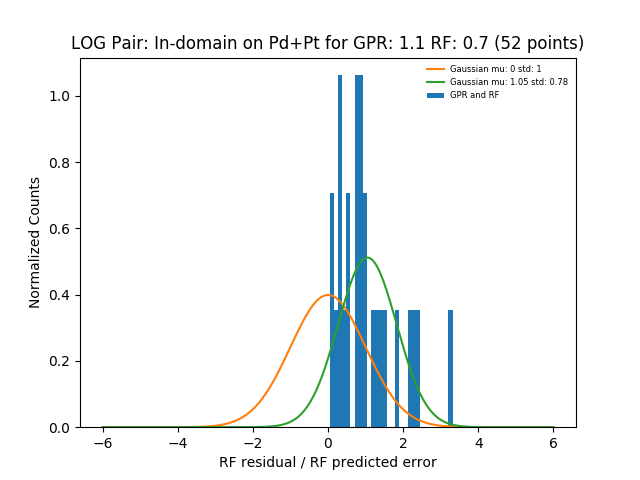 LOG Pair: In-domain on Pd+Pt for GPR: 1.1 RF: 0.7 (52 points)
Gaussian mu: 0 std: 1
Gaussian mu: 1.05 std: 0.78
GPR and RF
Normalized Counts
1.0
0.8
0.6
0.4
0.2
0.0
−6 −4 −2 0 2 4 6
RF residual / RF predicted error